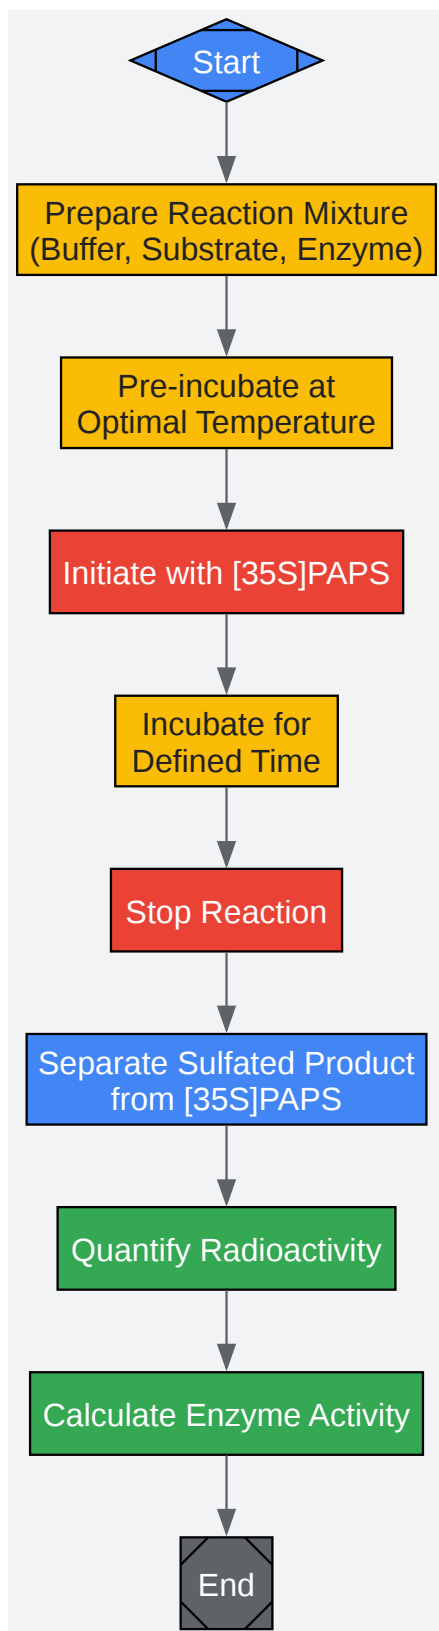 Start
Prepare Reaction Mixture
(Buffer, Substrate, Enzyme)
Pre-incubate at
Optimal Temperature
Initiate with [35S]PAPS
Incubate for
Defined Time
Stop Reaction
Separate Sulfated Product
from [35S]PAPS
Quantify Radioactivity
Calculate Enzyme Activity
End